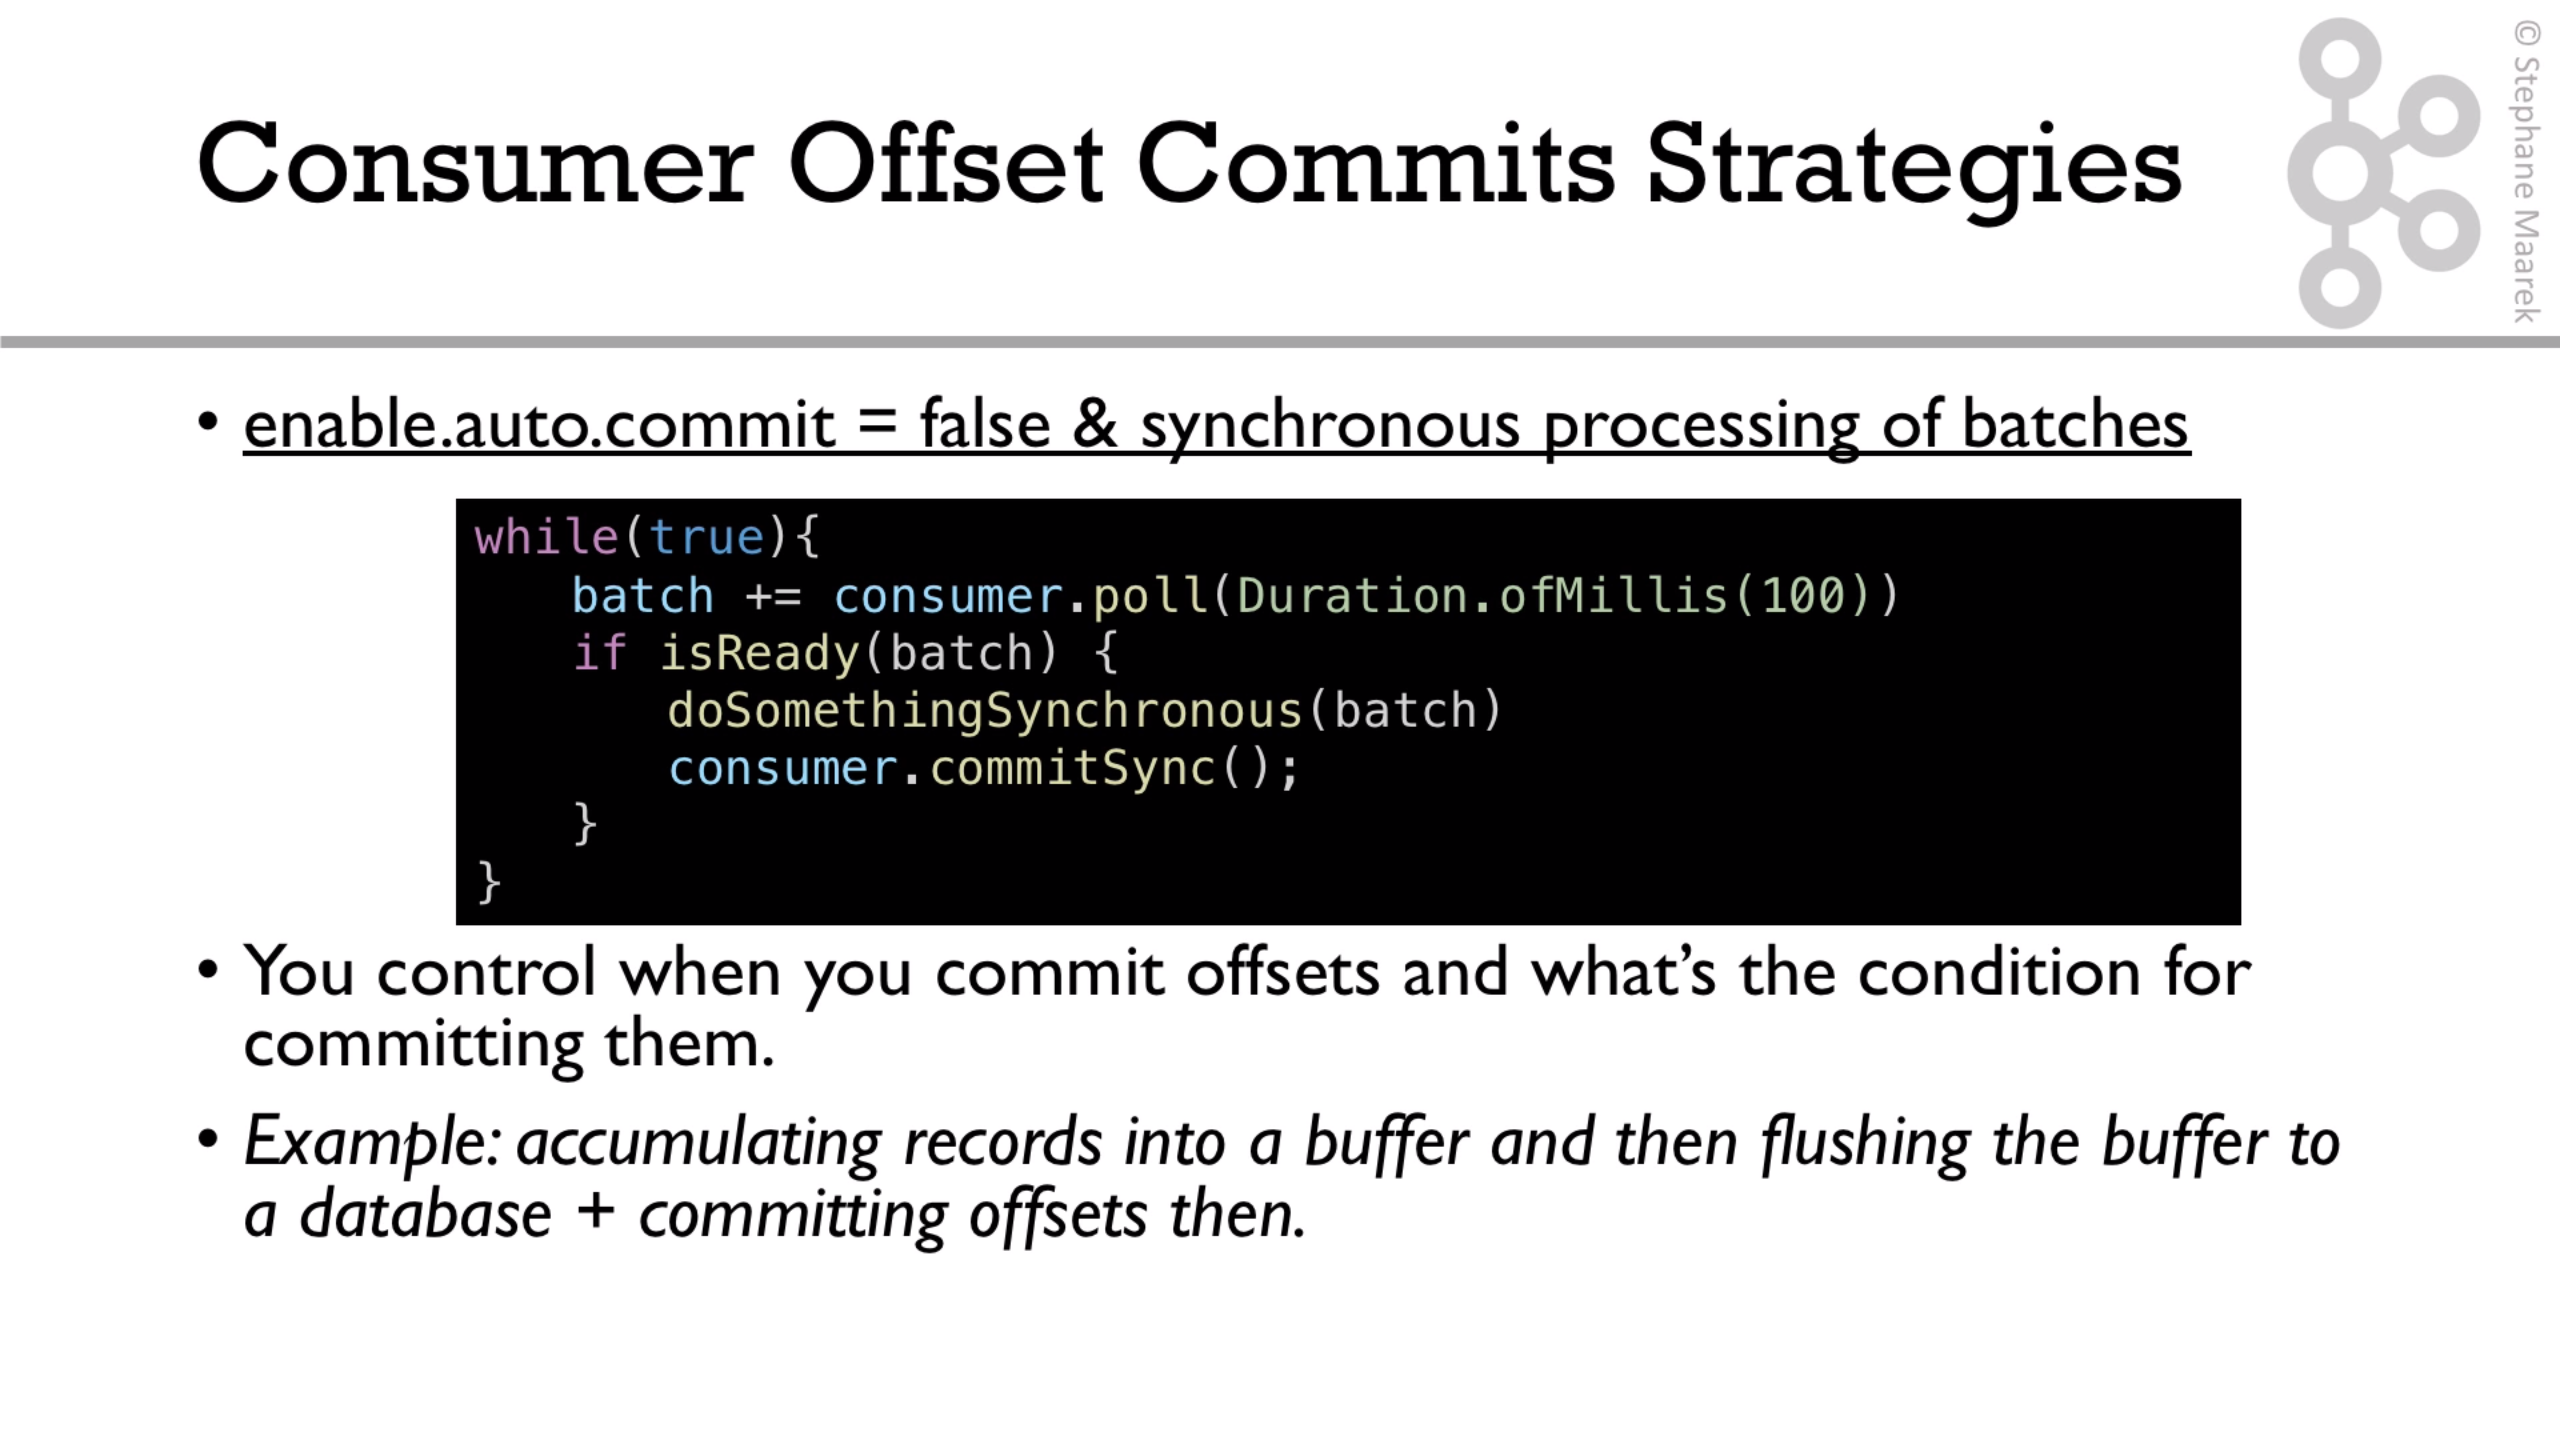 Consumer Offset Commits Strategies
© Stephane Maarek
• enable.auto.commit = false & synchronous processing of batches
while(true){
    batch += consumer.poll(Duration.ofMillis(100))
    if isReady(batch) {
        doSomethingSynchronous(batch)
        consumer.commitSync();
    }
}
• You control when you commit offsets and what’s the condition for
committing them.
• Example: accumulating records into a buffer and then flushing the buffer to
a database + committing offsets then.